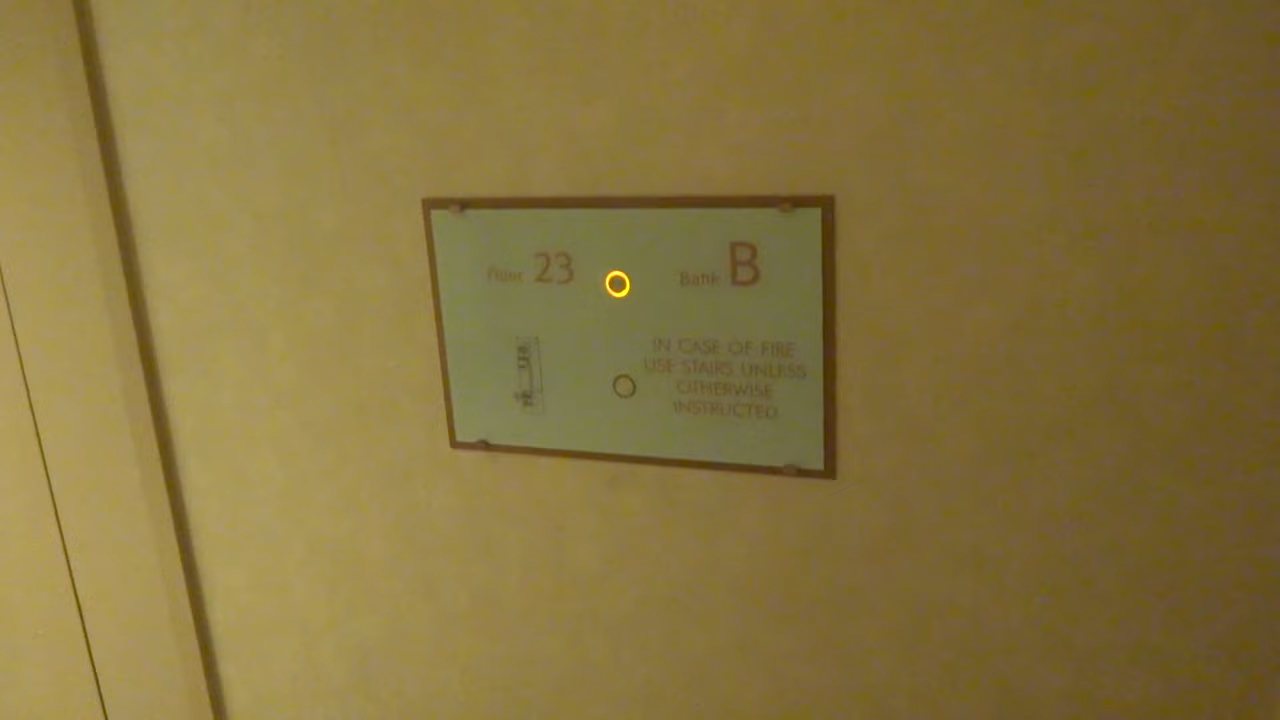 Floor 23
Bank B
IN CASE OF FIRE
USE STAIRS UNLESS
OTHERWISE
INSTRUCTED